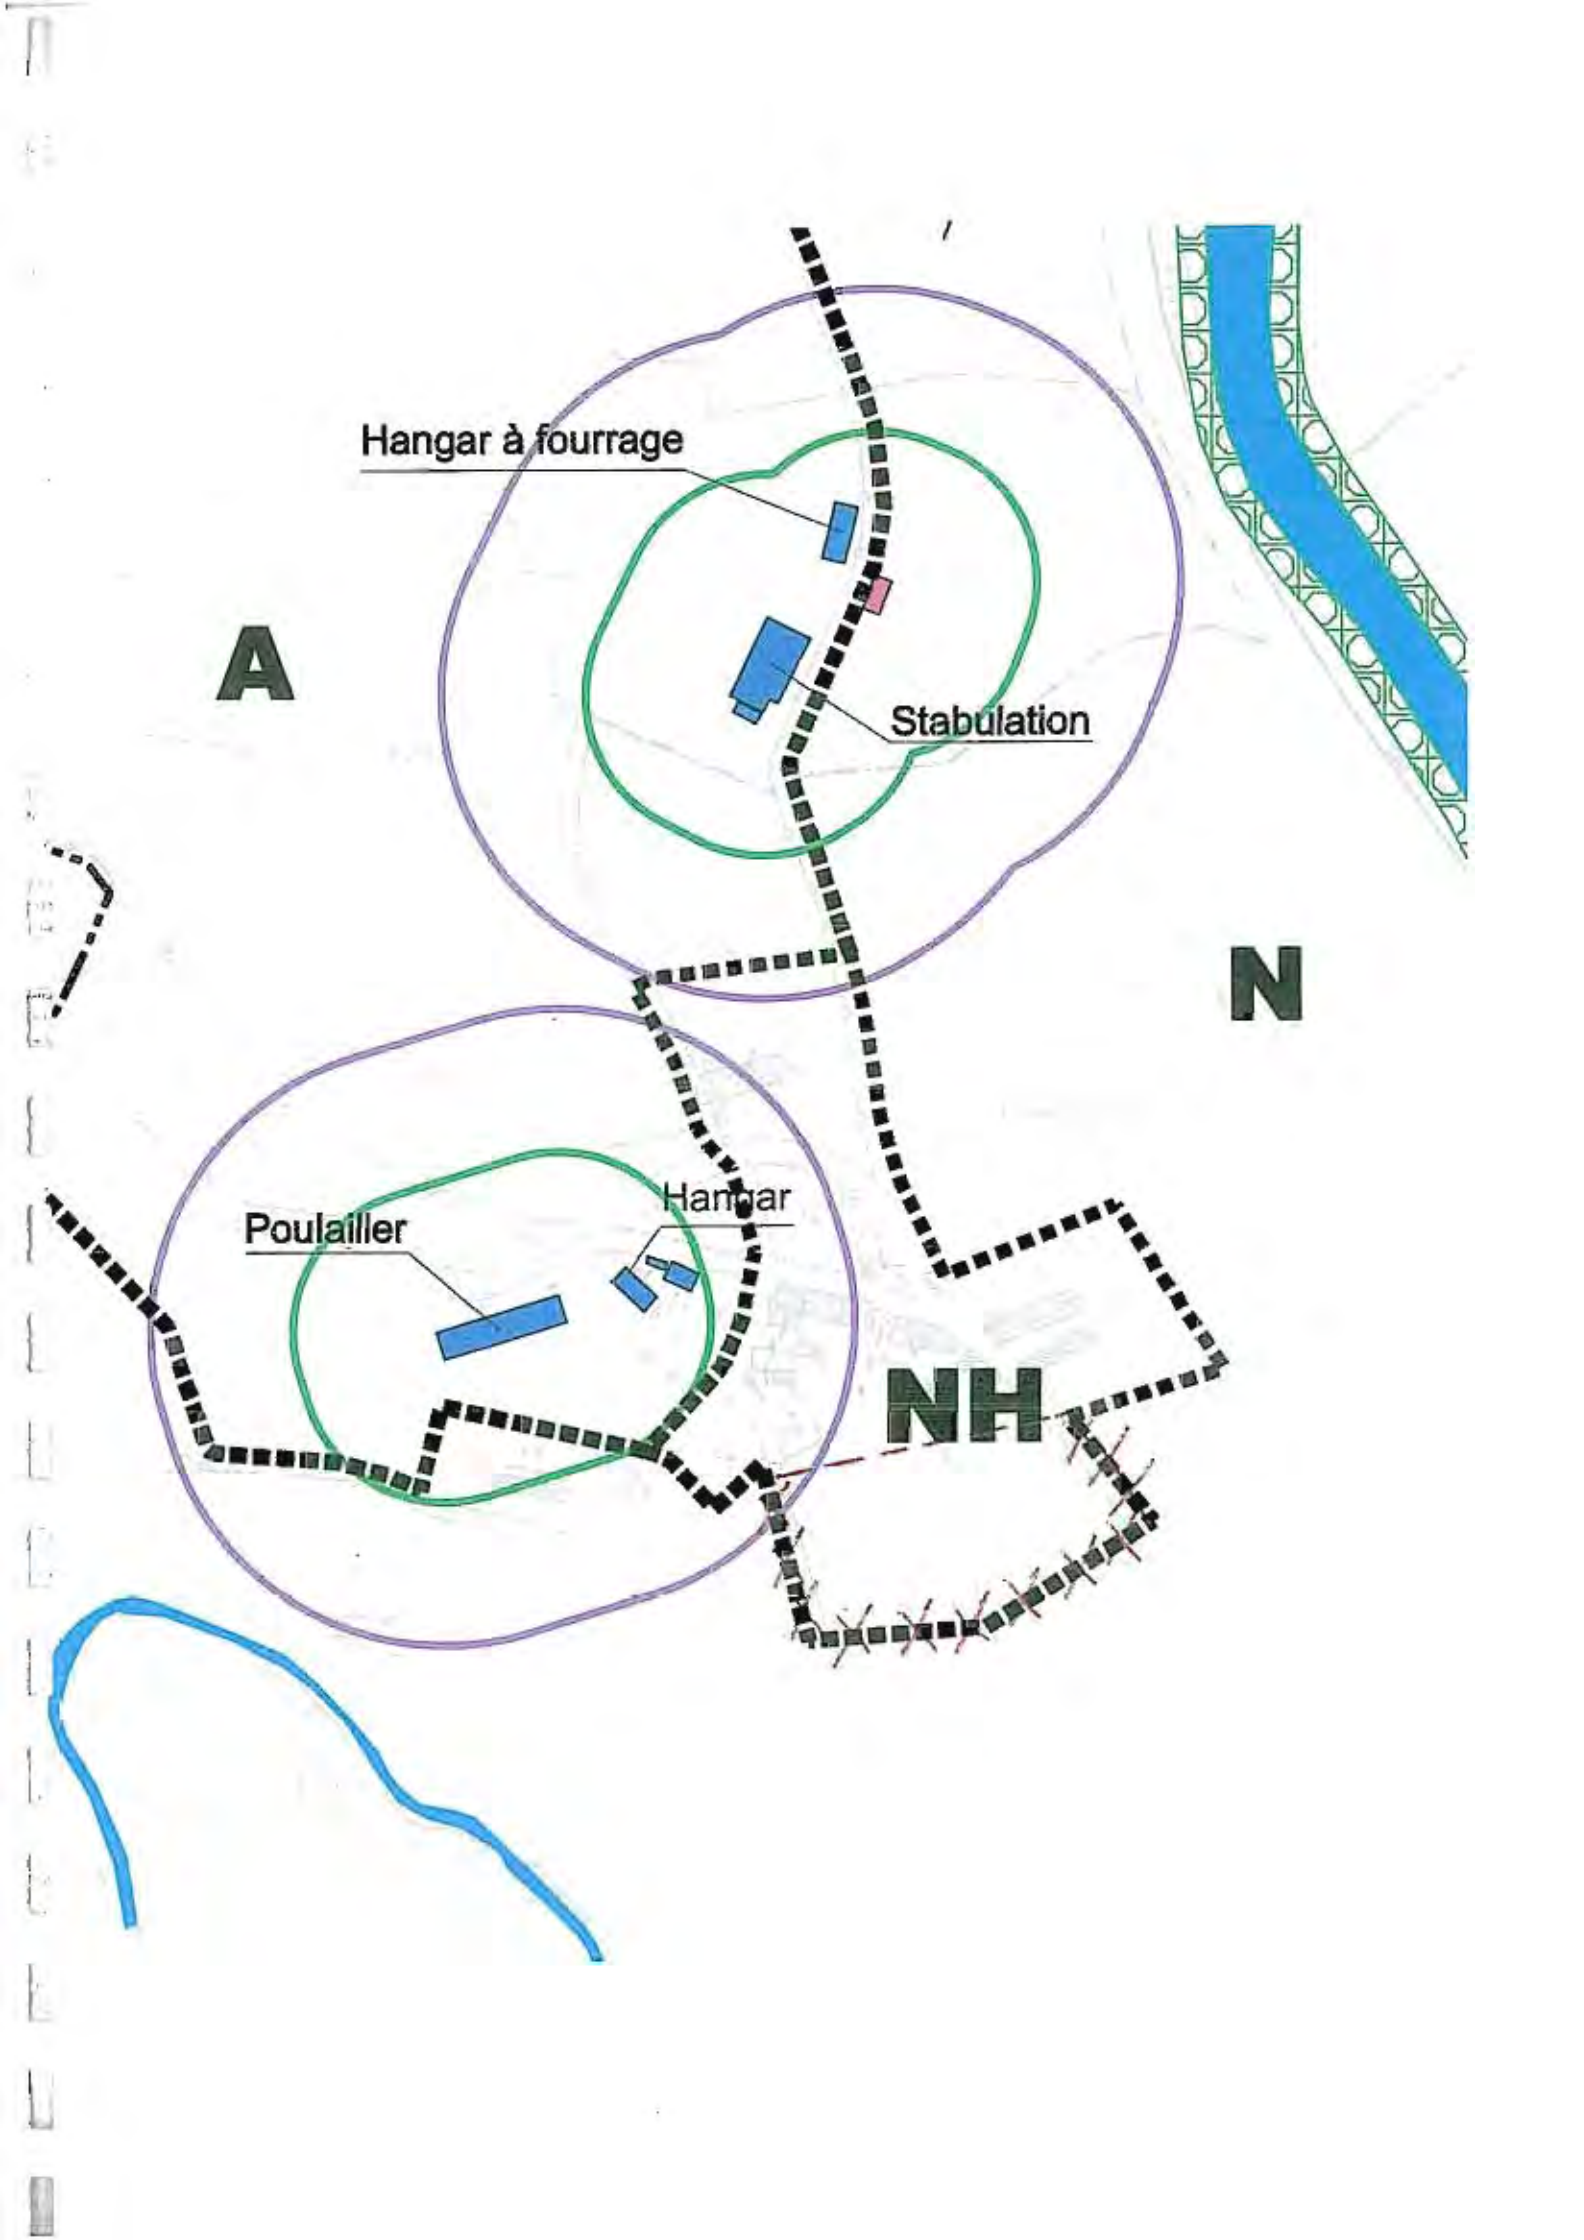 Hangar à fourrage
A
Stabulation
N
Hangar
Poulailler
NH